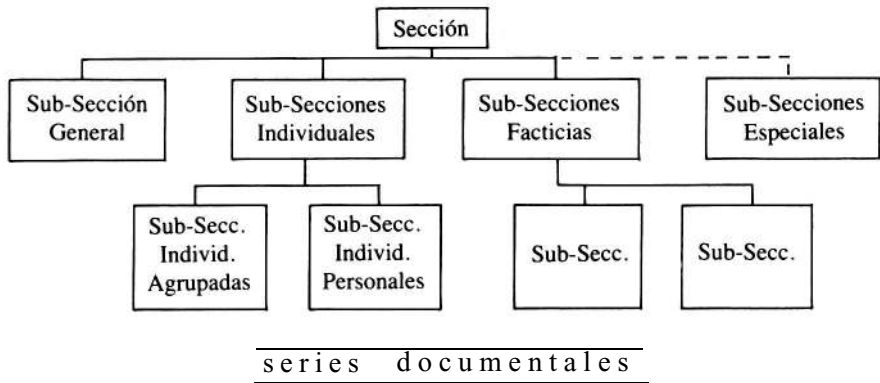 Sección
Sub-Sección
General
Sub-Secciones
Individuales
Sub-Secciones
Facticias
Sub-Secciones
Especiales
Sub-Secc.
Individ.
Agrupadas
Sub-Secc.
Individ.
Personales
Sub-Secc.
Sub-Secc.
series documentales